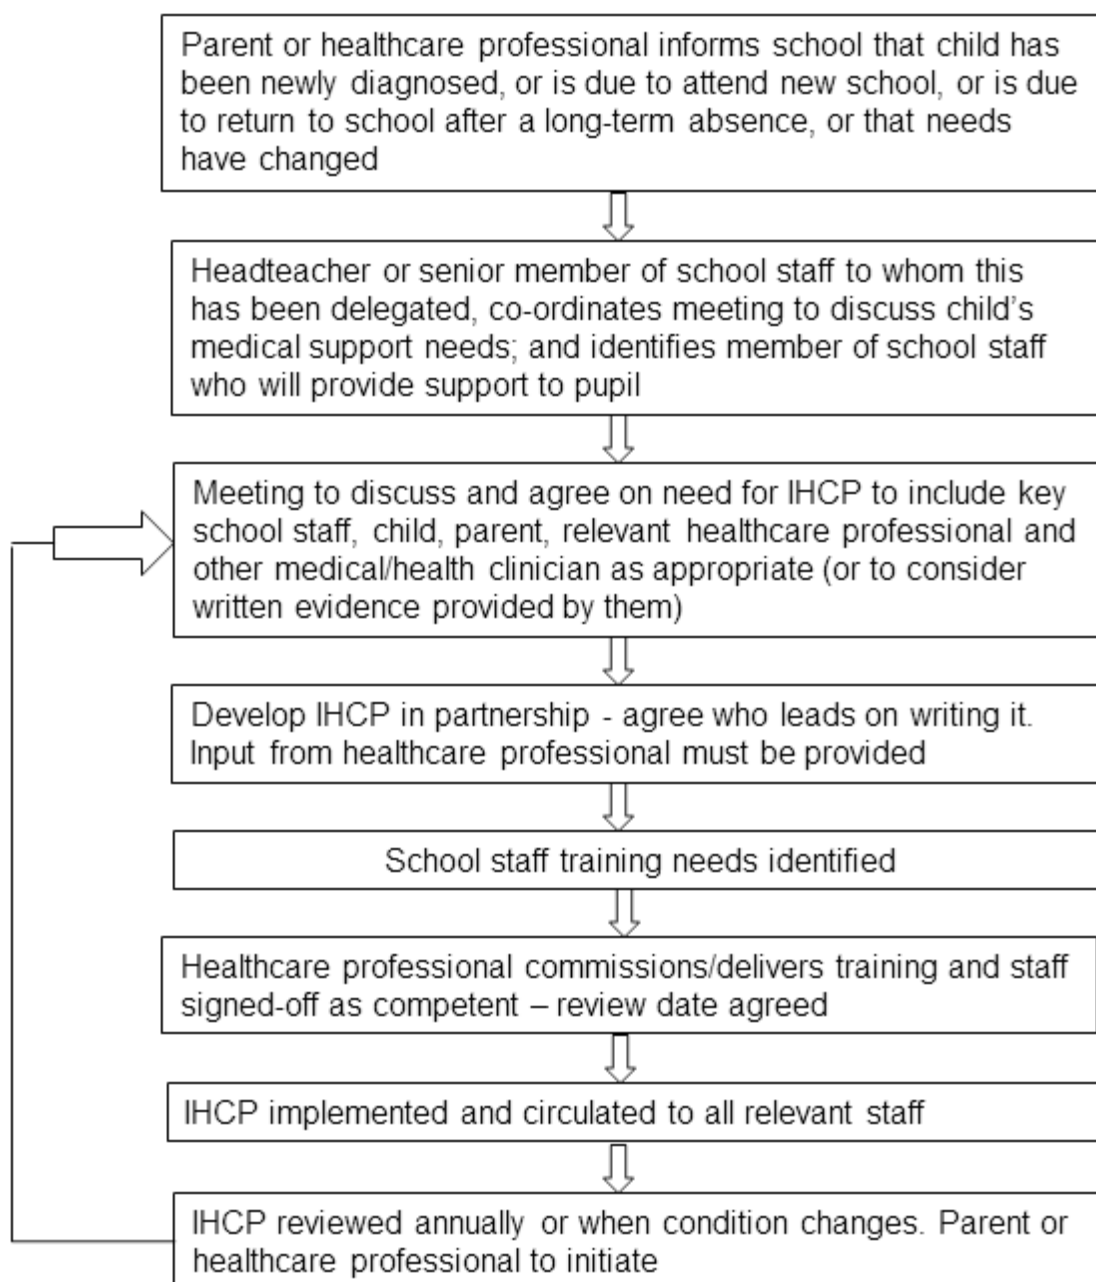 Parent or healthcare professional informs school that child has
been newly diagnosed, or is due to attend new school, or is due
to return to school after a long-term absence, or that needs
have changed
Headteacher or senior member of school staff to whom this
has been delegated, co-ordinates meeting to discuss child’s
medical support needs; and identifies member of school staff
who will provide support to pupil
Meeting to discuss and agree on need for IHCP to include key
school staff, child, parent, relevant healthcare professional and
other medical/health clinician as appropriate (or to consider
written evidence provided by them)
Develop IHCP in partnership - agree who leads on writing it.
Input from healthcare professional must be provided
School staff training needs identified
Healthcare professional commissions/delivers training and staff
signed-off as competent – review date agreed
IHCP implemented and circulated to all relevant staff
IHCP reviewed annually or when condition changes. Parent or
healthcare professional to initiate